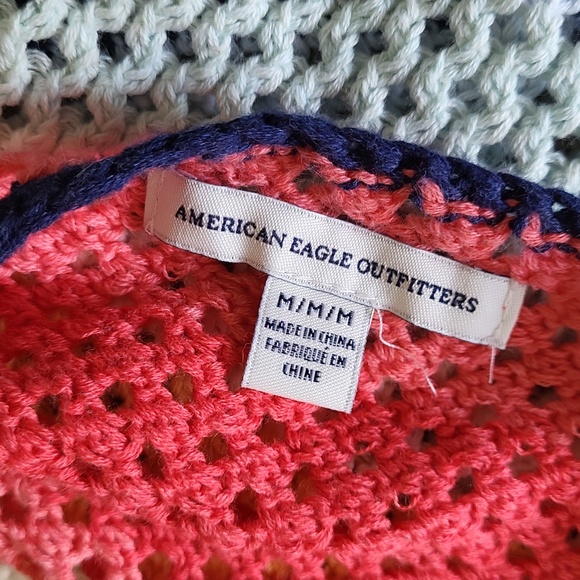 AMERICAN EAGLE OUTFITTERS
M/M/M
MADE IN CHINA
FABRIQUÉ EN
CHINE